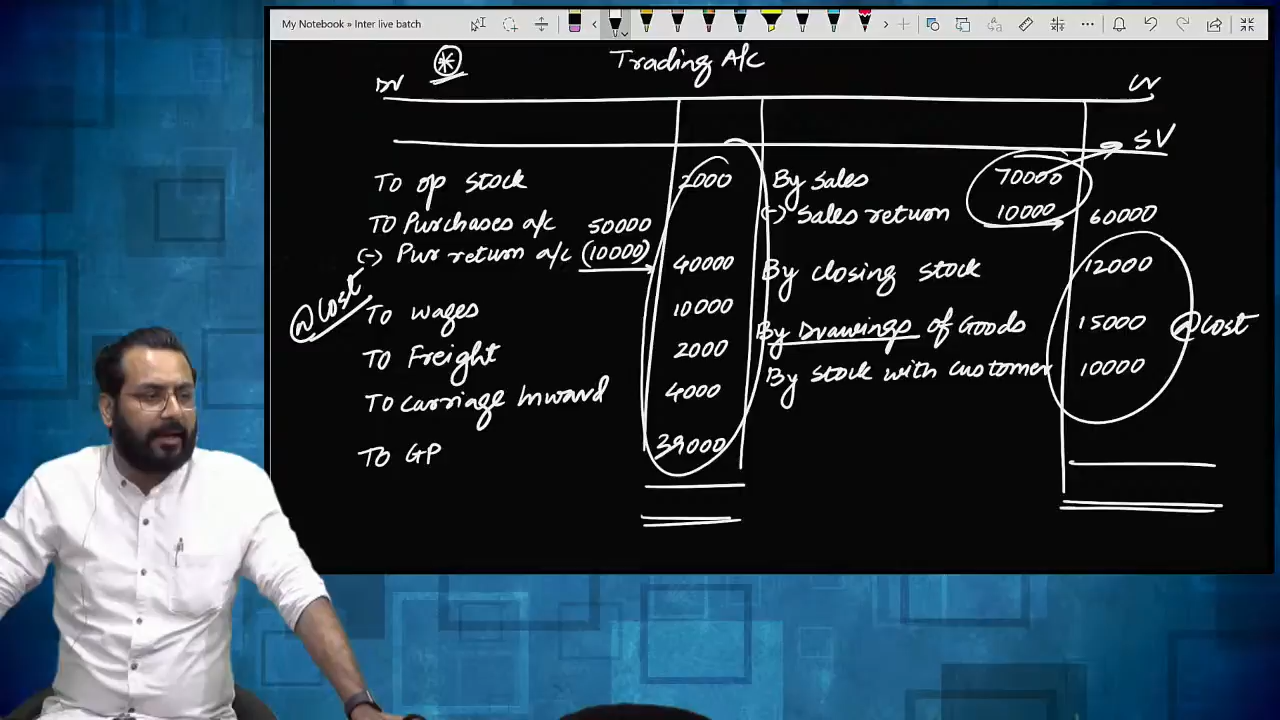 My Notebook » Inter live batch
Trading A/c
Dr
Cr
SV
To op stock 2000
To Purchases a/c 50000
(-) Pur return a/c (10000) 40000
@ Cost
To wages 10000
To Freight 2000
To Carriage Inward 4000
To GP 39000
By Sales 70000
(-) Sales return 10000 60000
By closing stock 12000
By Drawings of Goods 15000
By stock with customer 10000
@ Cost